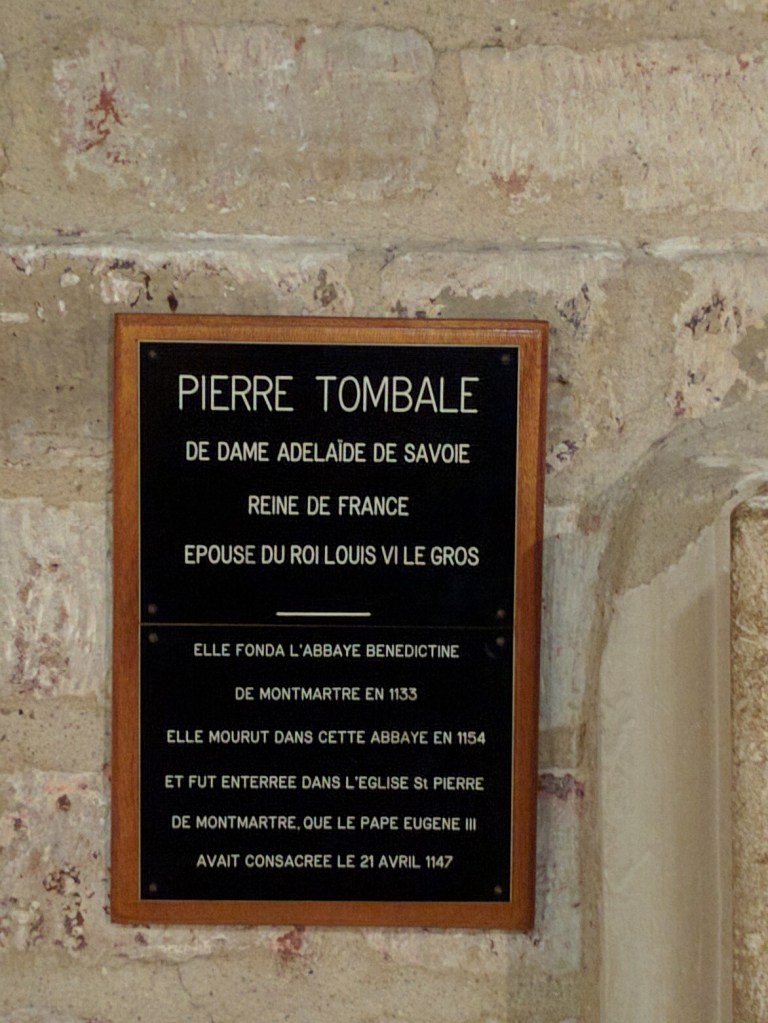 PIERRE TOMBALE
DE DAME ADELAÏDE DE SAVOIE
REINE DE FRANCE
EPOUSE DU ROI LOUIS VI LE GROS
ELLE FONDA L'ABBAYE BENEDICTINE
DE MONTMARTRE EN 1133
ELLE MOURUT DANS CETTE ABBAYE EN 1154
ET FUT ENTERREE DANS L'EGLISE St PIERRE
DE MONTMARTRE, QUE LE PAPE EUGENE III
AVAIT CONSACREE LE 21 AVRIL 1147